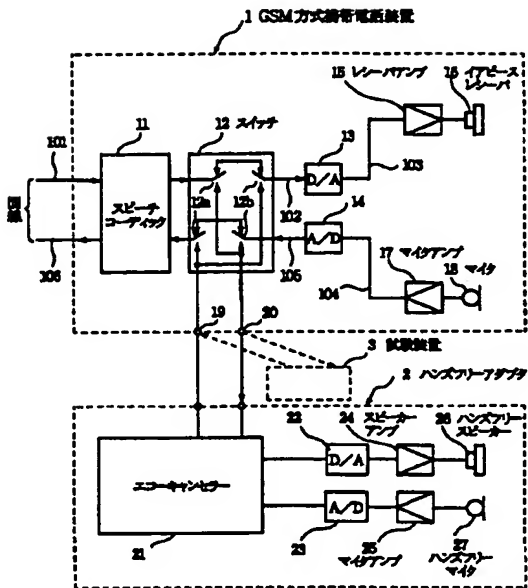 1 GSM方式携帯電話装置
15 レシーバアンプ
16 イアピース
レシーバ
11
12 スイッチ
13
101
12a
12b
D/A
102
103
回線
スピーチ
コーディック
14
A/D
106
105
104
17 マイクアンプ
18 マイク
19
20
3 試験装置
2 ハンズフリーアダプタ
22
24 スピーカー
アンプ
26 ハンズフリー
スピーカー
D/A
エコーキャンセラー
A/D
21
23
25
マイクアンプ
27
ハンズフリー
マイク